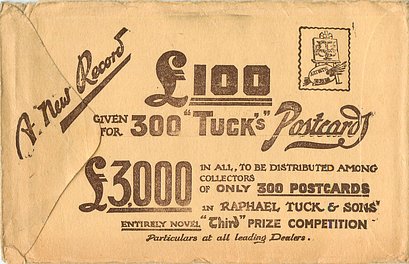 A New Record
£100
GIVEN FOR 300 "TUCK'S" Postcards
£3,000
IN ALL, TO BE DISTRIBUTED AMONG
COLLECTORS
OF ONLY 300 POSTCARDS
IN RAPHAEL TUCK & SONS'
ENTIRELY NOVEL "Third" PRIZE COMPETITION
Particulars at all leading Dealers.